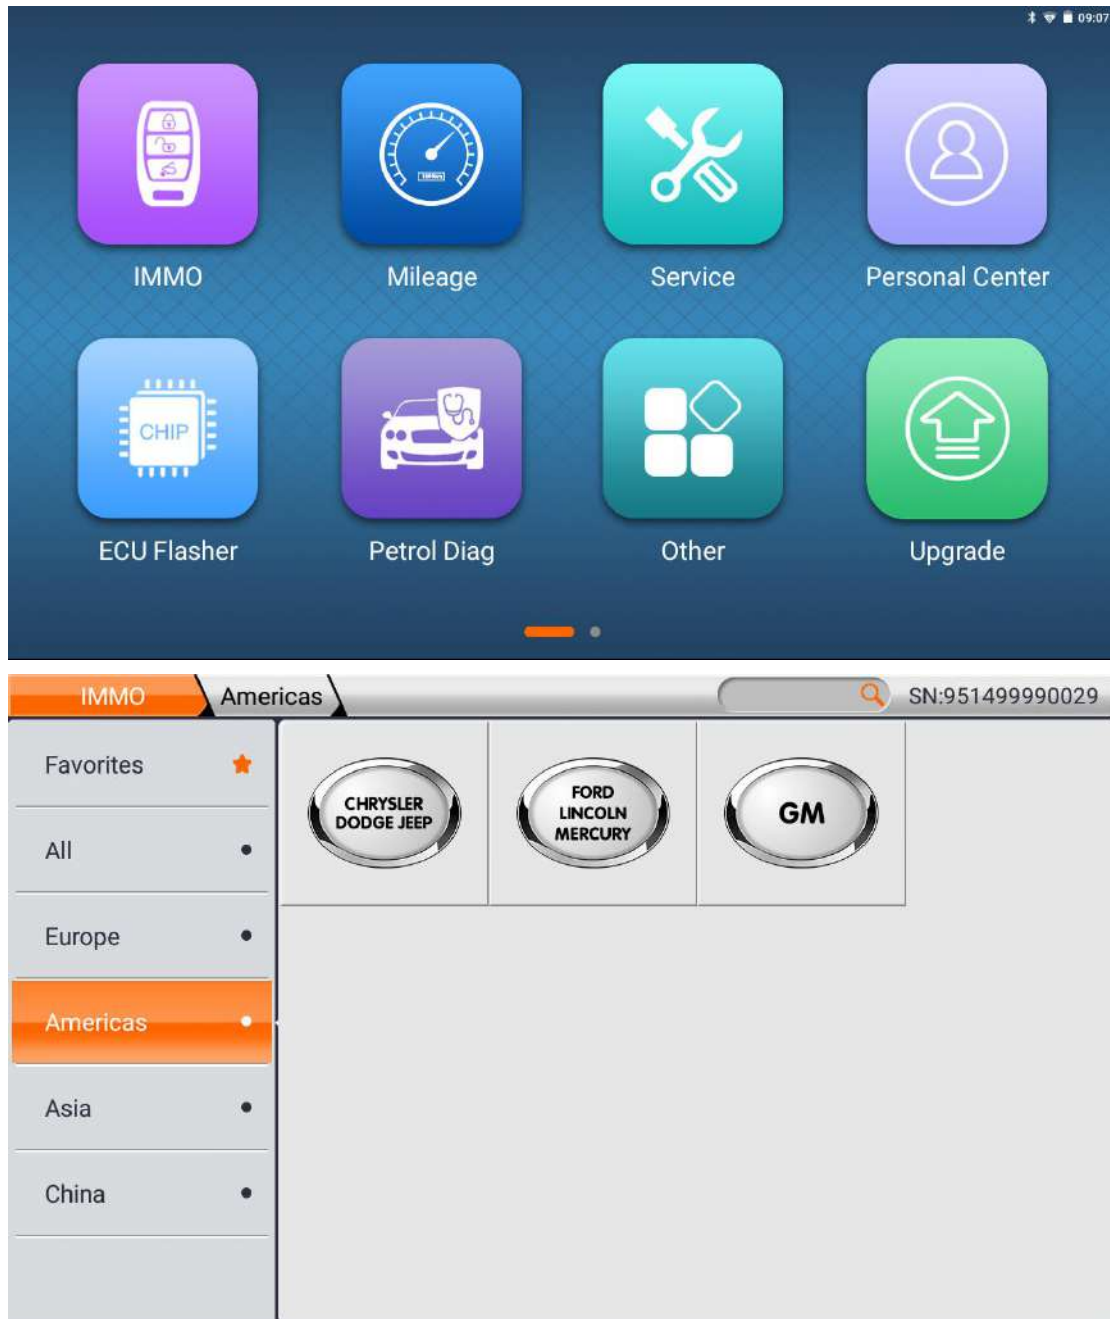 09:07
IMMO
Mileage
Service
Personal Center
CHIP
ECU Flasher
Petrol Diag
Other
Upgrade
IMMO
Americas
SN:951499990029
Favorites
All
Europe
Americas
Asia
China
CHRYSLER
DODGE JEEP
FORD
LINCOLN
MERCURY
GM